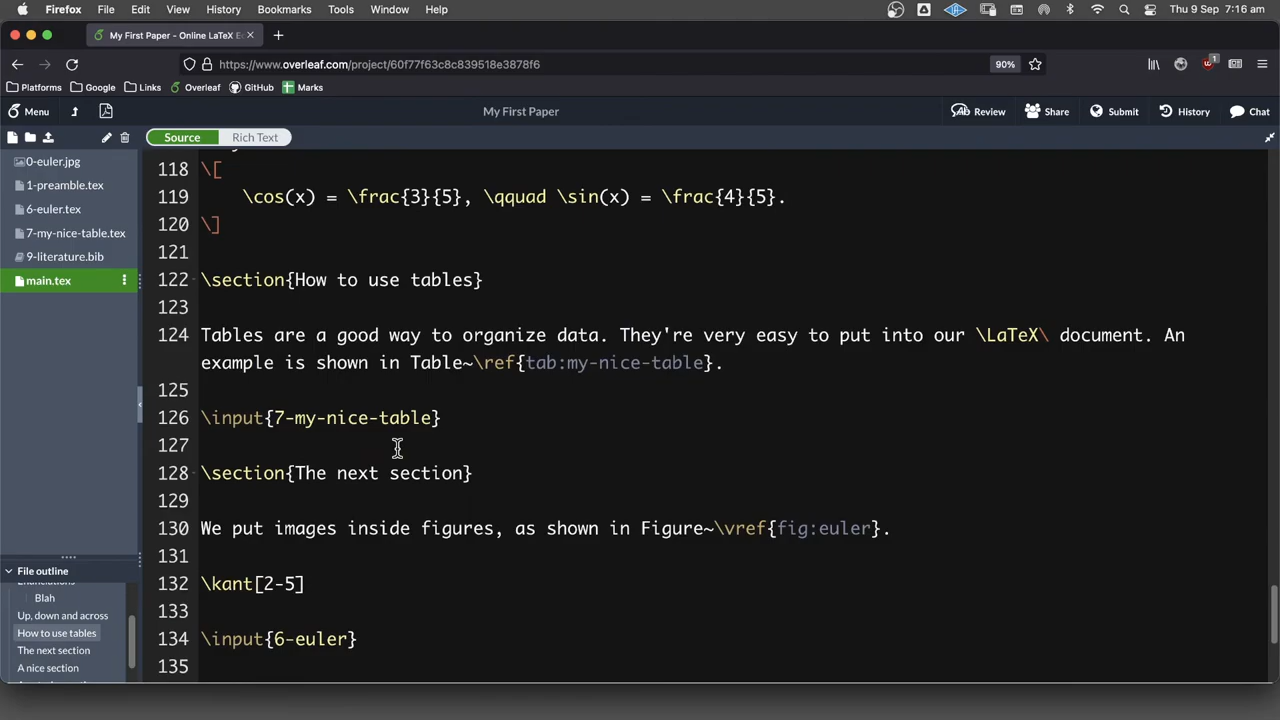 Firefox File Edit View History Bookmarks Tools Window Help Thu 9 Sep 7:16 am
My First Paper - Online LaTeX E
https://www.overleaf.com/project/60f77f63c8c839518e3878f6 90%
Platforms Google Links Overleaf GitHub Marks
Menu My First Paper Review Share Submit History Chat
Source Rich Text
0-euler.jpg
1-preamble.tex
6-euler.tex
7-my-nice-table.tex
9-literature.bib
main.tex
118 \[
119 \cos(x) = \frac{3}{5}, \qquad \sin(x) = \frac{4}{5}.
120 \]
121
122 \section{How to use tables}
123
124 Tables are a good way to organize data. They're very easy to put into our \LaTeX\ document. An
example is shown in Table~\ref{tab:my-nice-table}.
125
126 \input{7-my-nice-table}
127
128 \section{The next section}
129
130 We put images inside figures, as shown in Figure~\vref{fig:euler}.
131
132 \kant[2-5]
133
134 \input{6-euler}
135
File outline
Blah
Up, down and across
How to use tables
The next section
A nice section